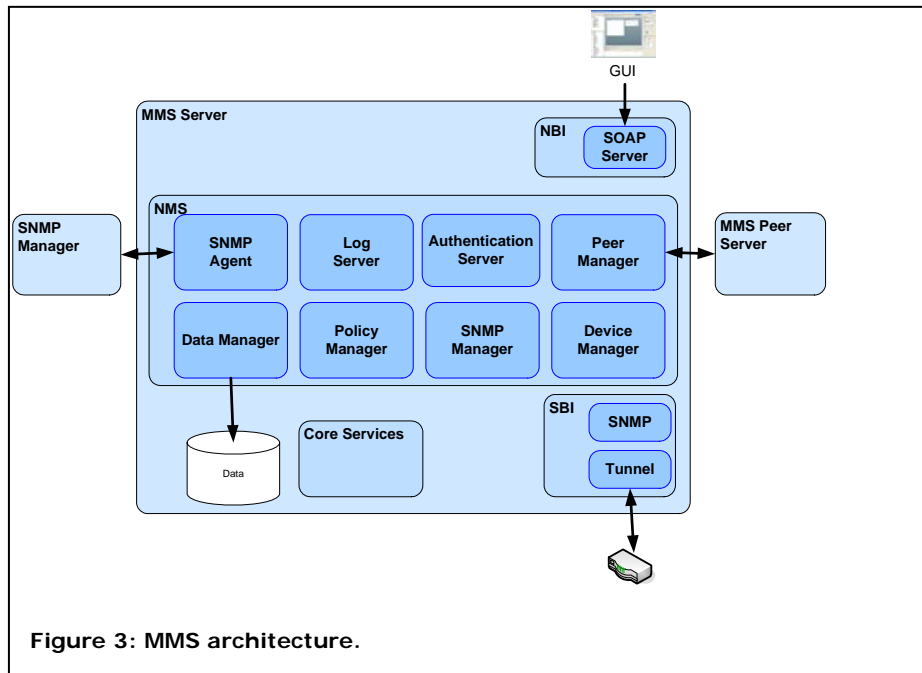 GUI
MMS Server
NBI
SOAP
Server
NMS
SNMP
Manager
SNMP
Agent
Log
Server
Authentication
Server
Peer
Manager
MMS Peer
Server
Data Manager
Policy
Manager
SNMP
Manager
Device
Manager
SBI
SNMP
Core Services
Tunnel
Data
Figure 3: MMS architecture.